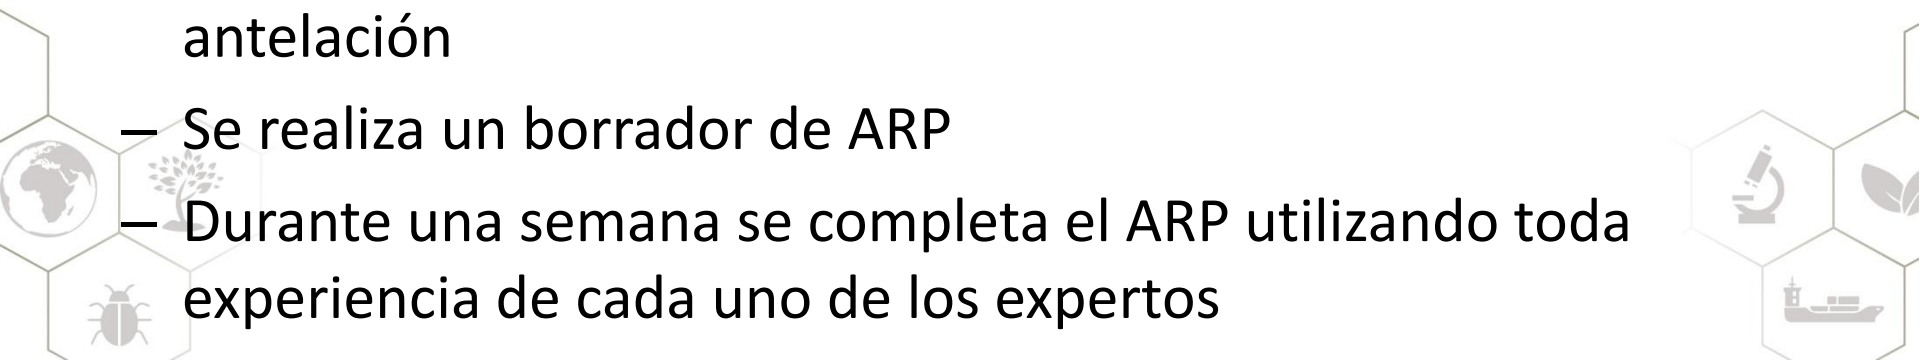 antelación
– Se realiza un borrador de ARP
– Durante una semana se completa el ARP utilizando toda
experiencia de cada uno de los expertos